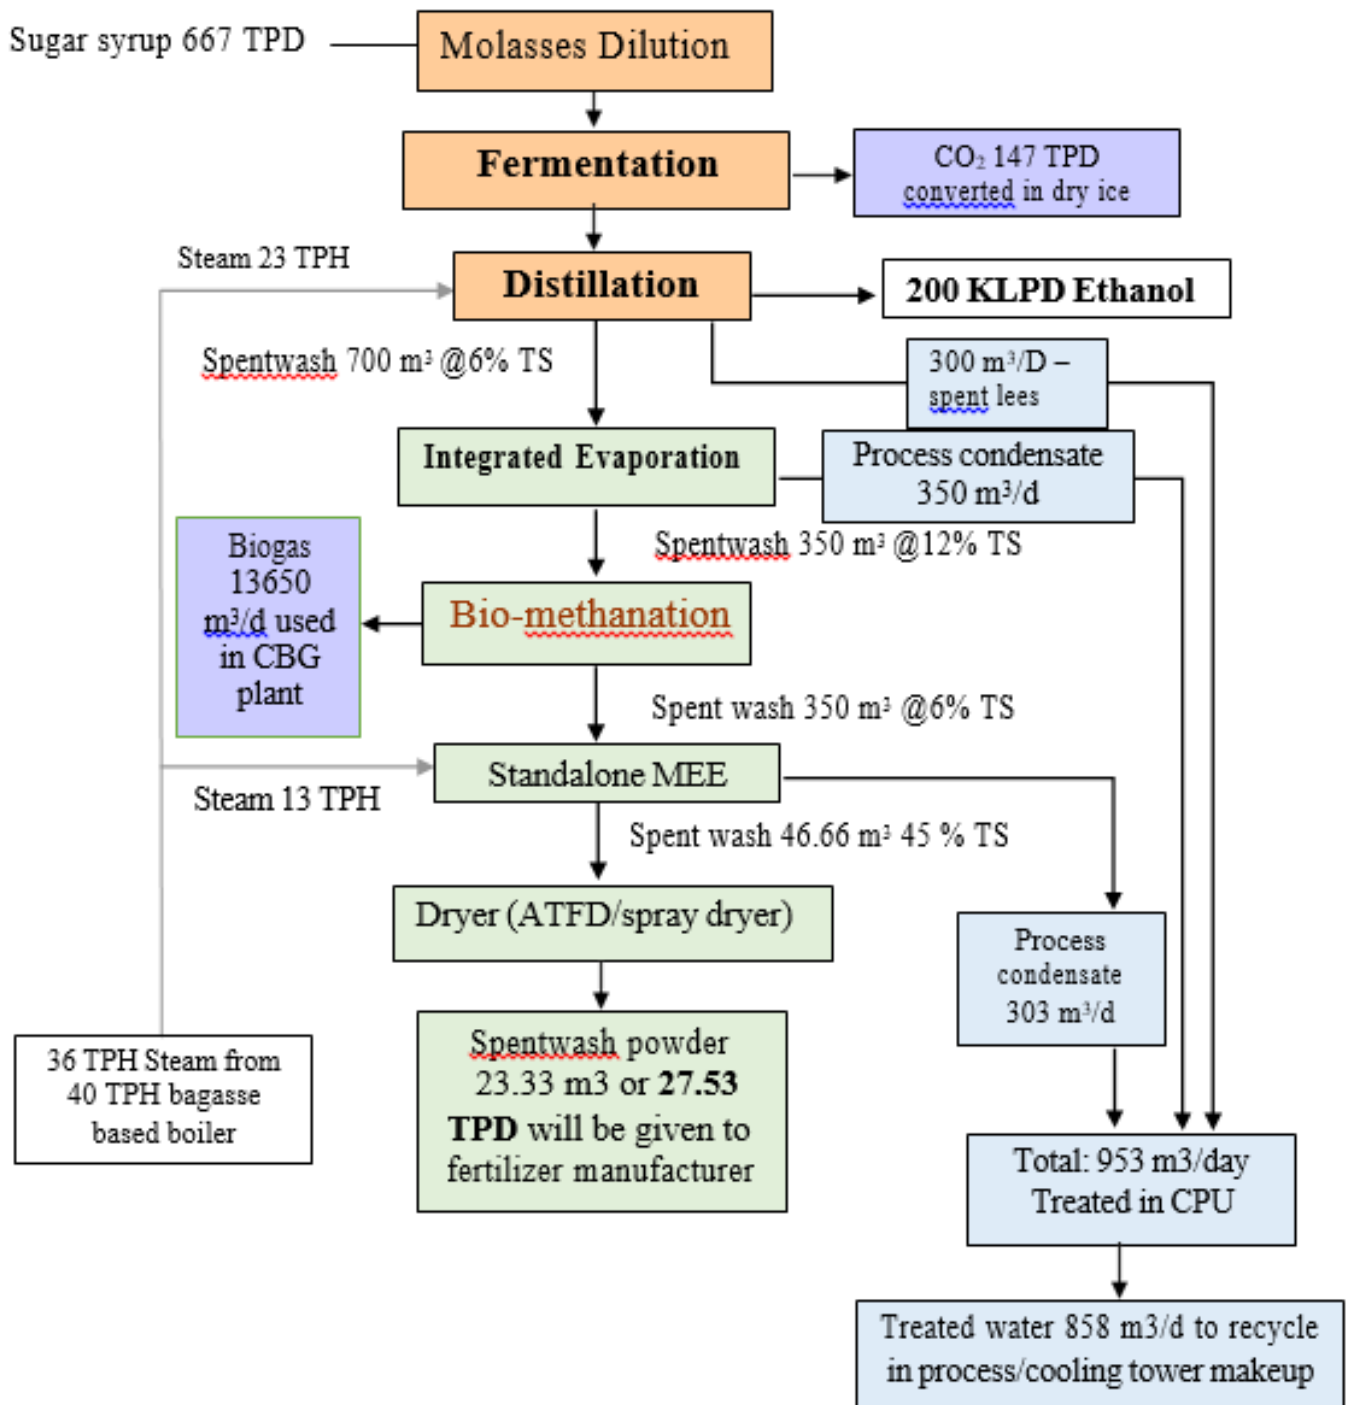 Sugar syrup 667 TPD
Molasses Dilution
Fermentation
CO₂ 147 TPD
converted in dry ice
Steam 23 TPH
Distillation
200 KLPD Ethanol
Spentwash 700 m³ @6% TS
300 m³/D –
spent lees
Integrated Evaporation
Process condensate
350 m³/d
Spentwash 350 m³ @12% TS
Biogas
13650
m³/d used
in CBG
plant
Bio-methanation
Spent wash 350 m³ @6% TS
Standalone MEE
Steam 13 TPH
Spent wash 46.66 m³ 45 % TS
Dryer (ATFD/spray dryer)
Process
condensate
303 m³/d
Spentwash powder
23.33 m3 or 27.53
TPD will be given to
fertilizer manufacturer
36 TPH Steam from
40 TPH bagasse
based boiler
Total: 953 m3/day
Treated in CPU
Treated water 858 m3/d to recycle
in process/cooling tower makeup